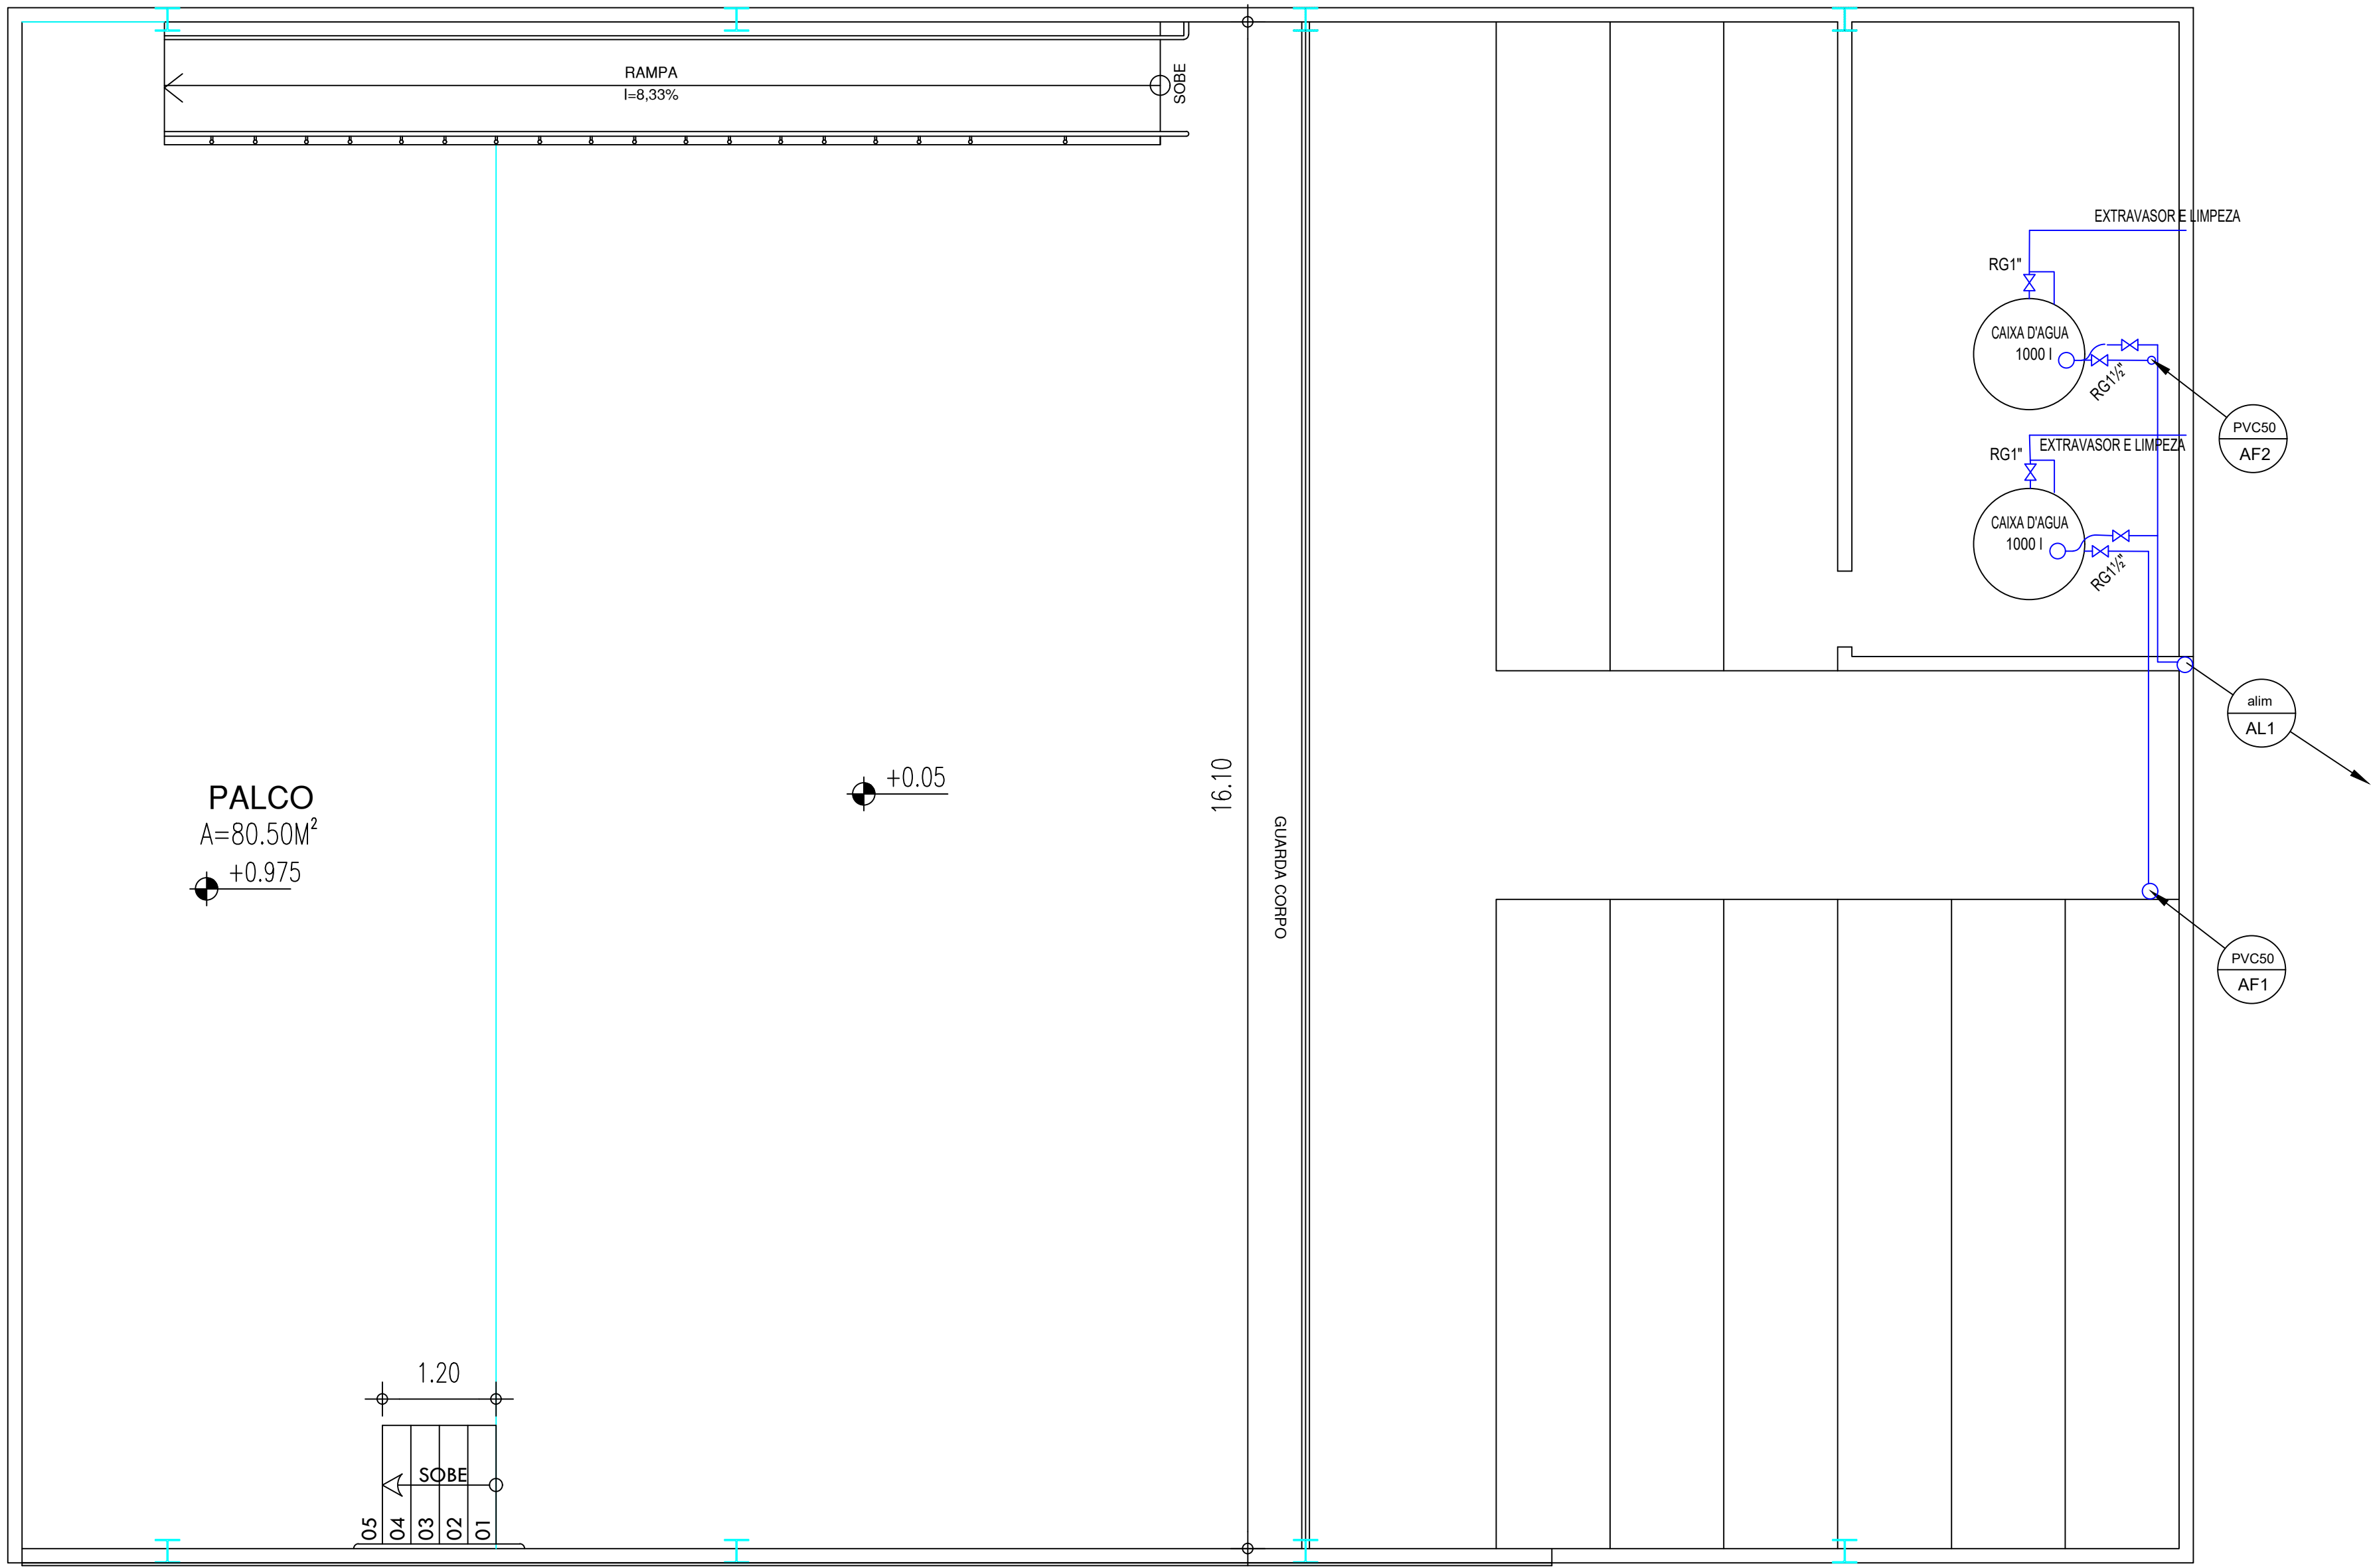 RAMPA
I=8,33%
SOBE
EXTRAVASOR E LIMPEZA
RG1"
CAIXA D'AGUA
1000 l
RG1½"
PVC50
AF2
EXTRAVASOR E LIMPEZA
RG1"
CAIXA D'AGUA
1000 l
RG1½"
alim
AL1
PALCO
A=80.50M²
+0.975
+0.05
16.10
GUARDA CORPO
PVC50
AF1
1.20
SOBE
05
04
03
02
01